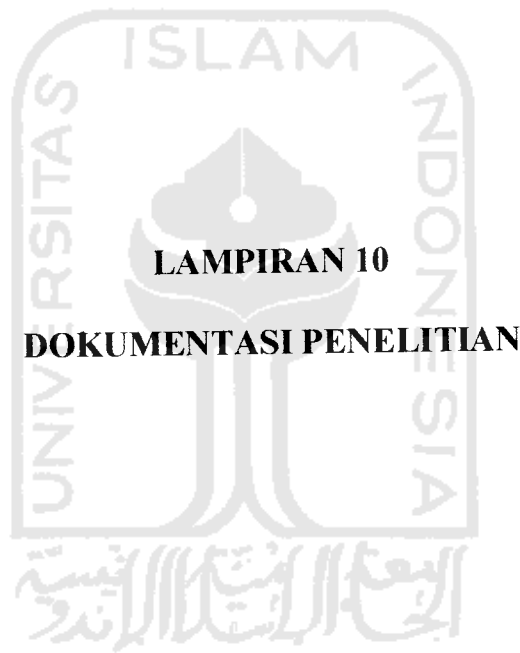 ISLAM
UNIVERSITAS
INDONESIA
LAMPIRAN 10
DOKUMENTASI PENELITIAN